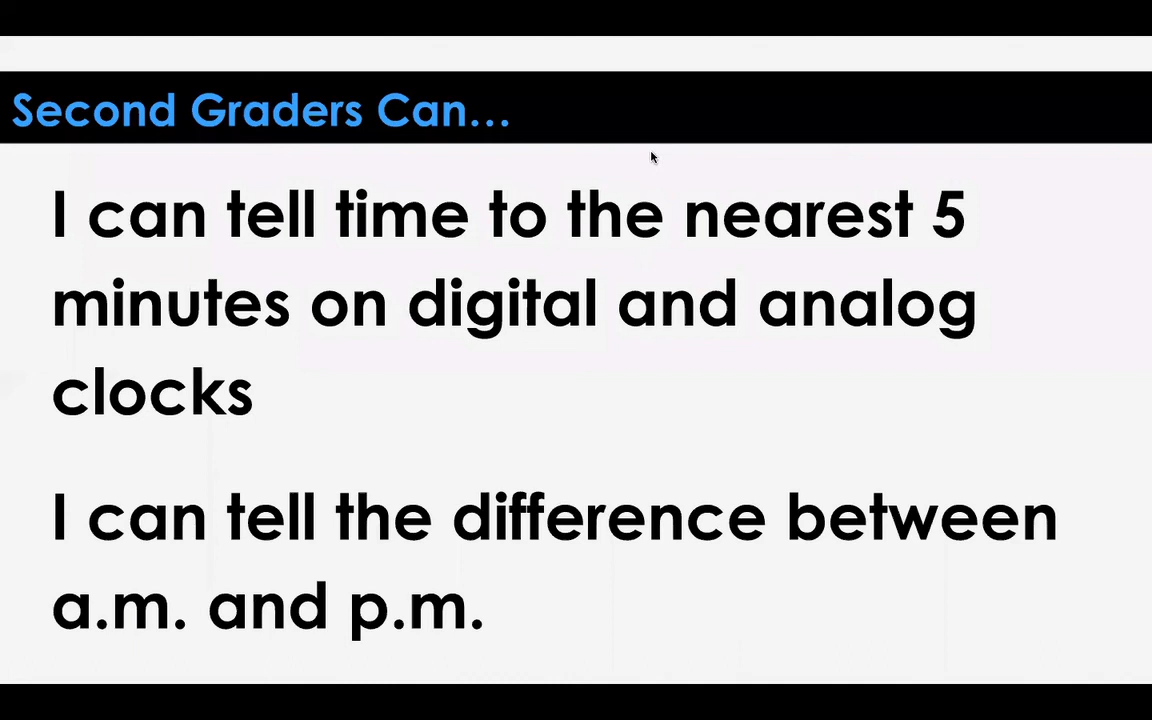 Second Graders Can...
I can tell time to the nearest 5
minutes on digital and analog
clocks
I can tell the difference between
a.m. and p.m.